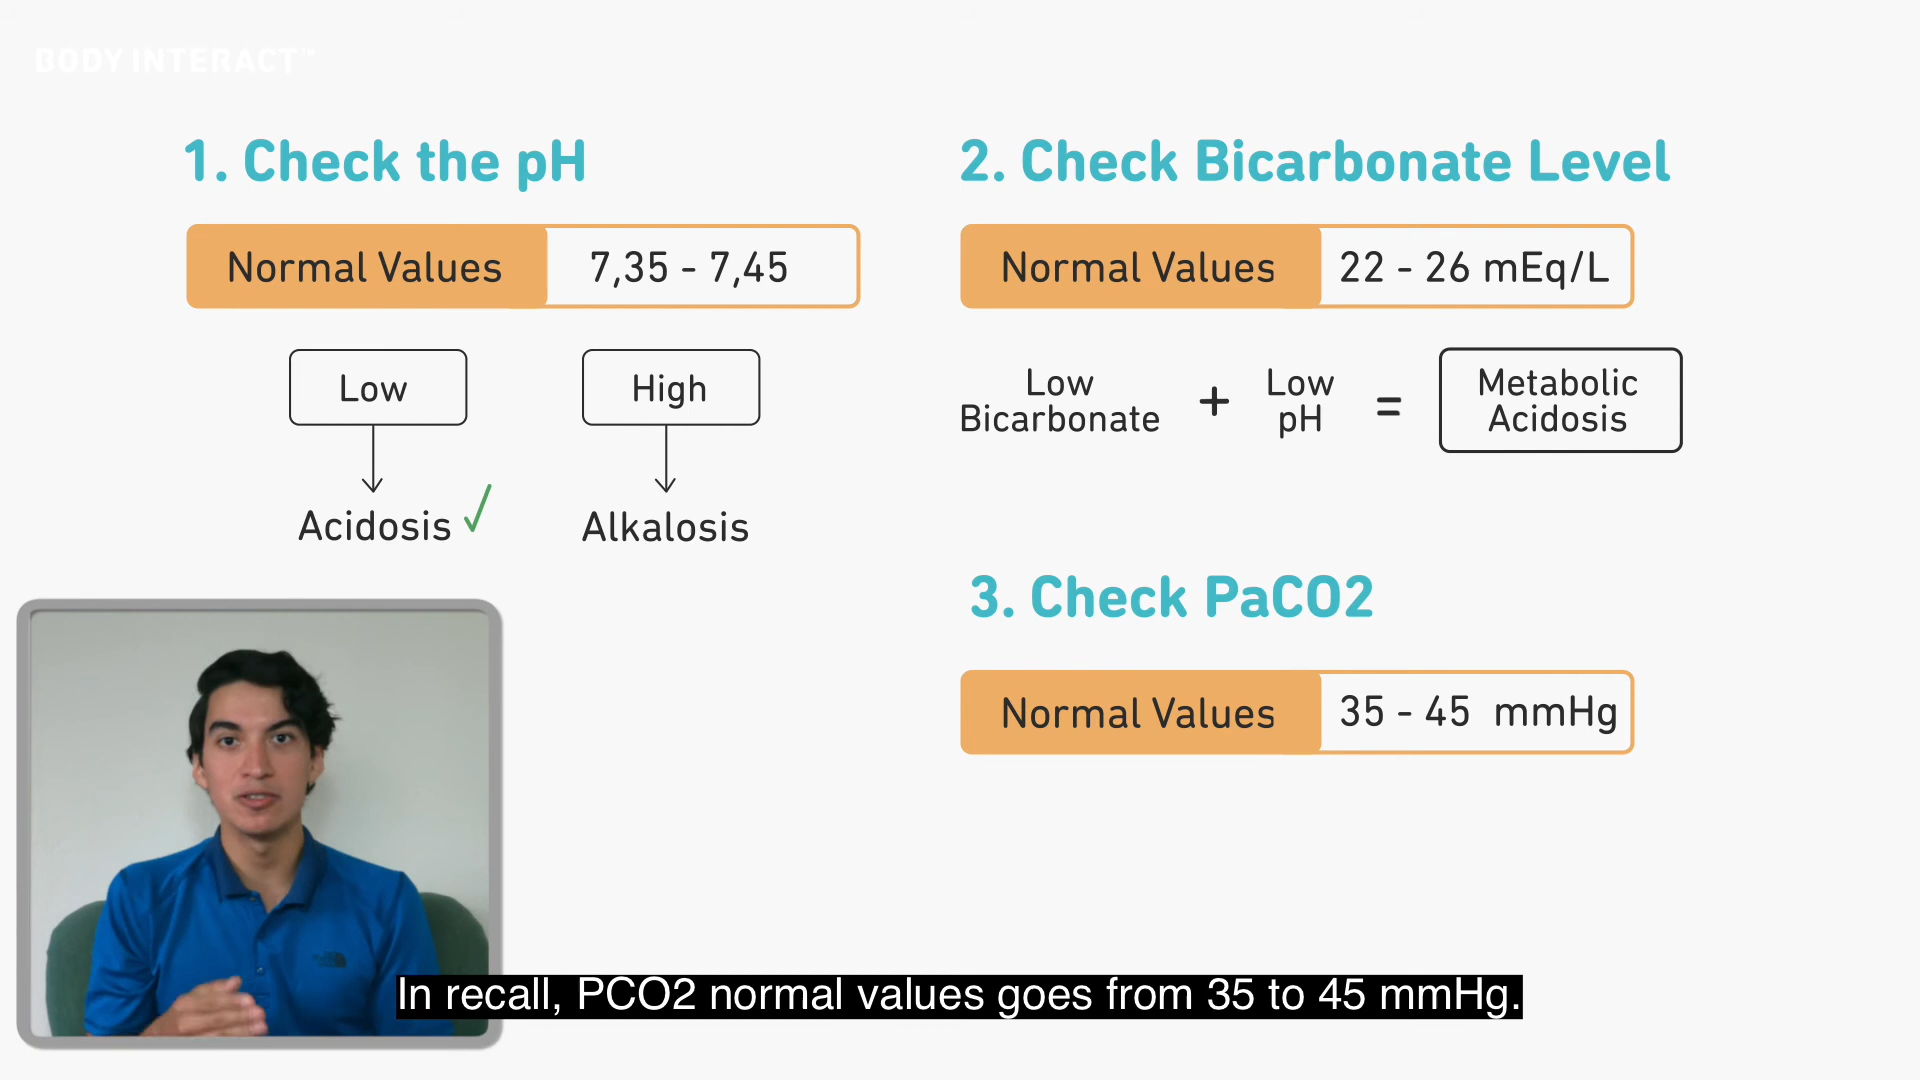 BODY INTERACT™
1. Check the pH
Normal Values 7,35 - 7,45
Low High
Acidosis ✓ Alkalosis
2. Check Bicarbonate Level
Normal Values 22 - 26 mEq/L
Low
Bicarbonate
+
Low
pH
=
Metabolic
Acidosis
3. Check PaCO2
Normal Values 35 - 45 mmHg
In recall, PCO2 normal values goes from 35 to 45 mmHg.